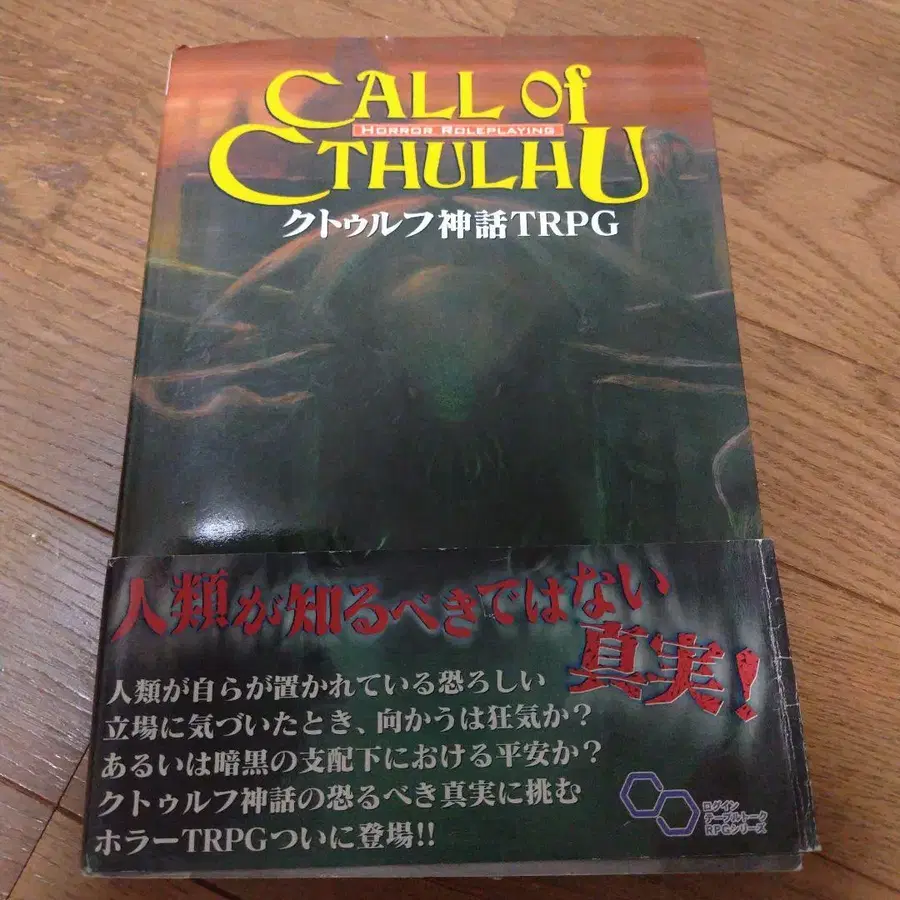 CALL of
HORROR ROLEPLAYING
CTHULHU
クトゥルフ神話TRPG
人類が知るべきではない
真実!
人類が自らが置かれている恐ろしい
立場に気づいたとき、向かうは狂気か?
あるいは暗黒の支配下における平安か?
クトゥルフ神話の恐るべき真実に挑む
ホラーTRPGついに登場!!
ログイン
テーブルトーク
RPGシリーズ